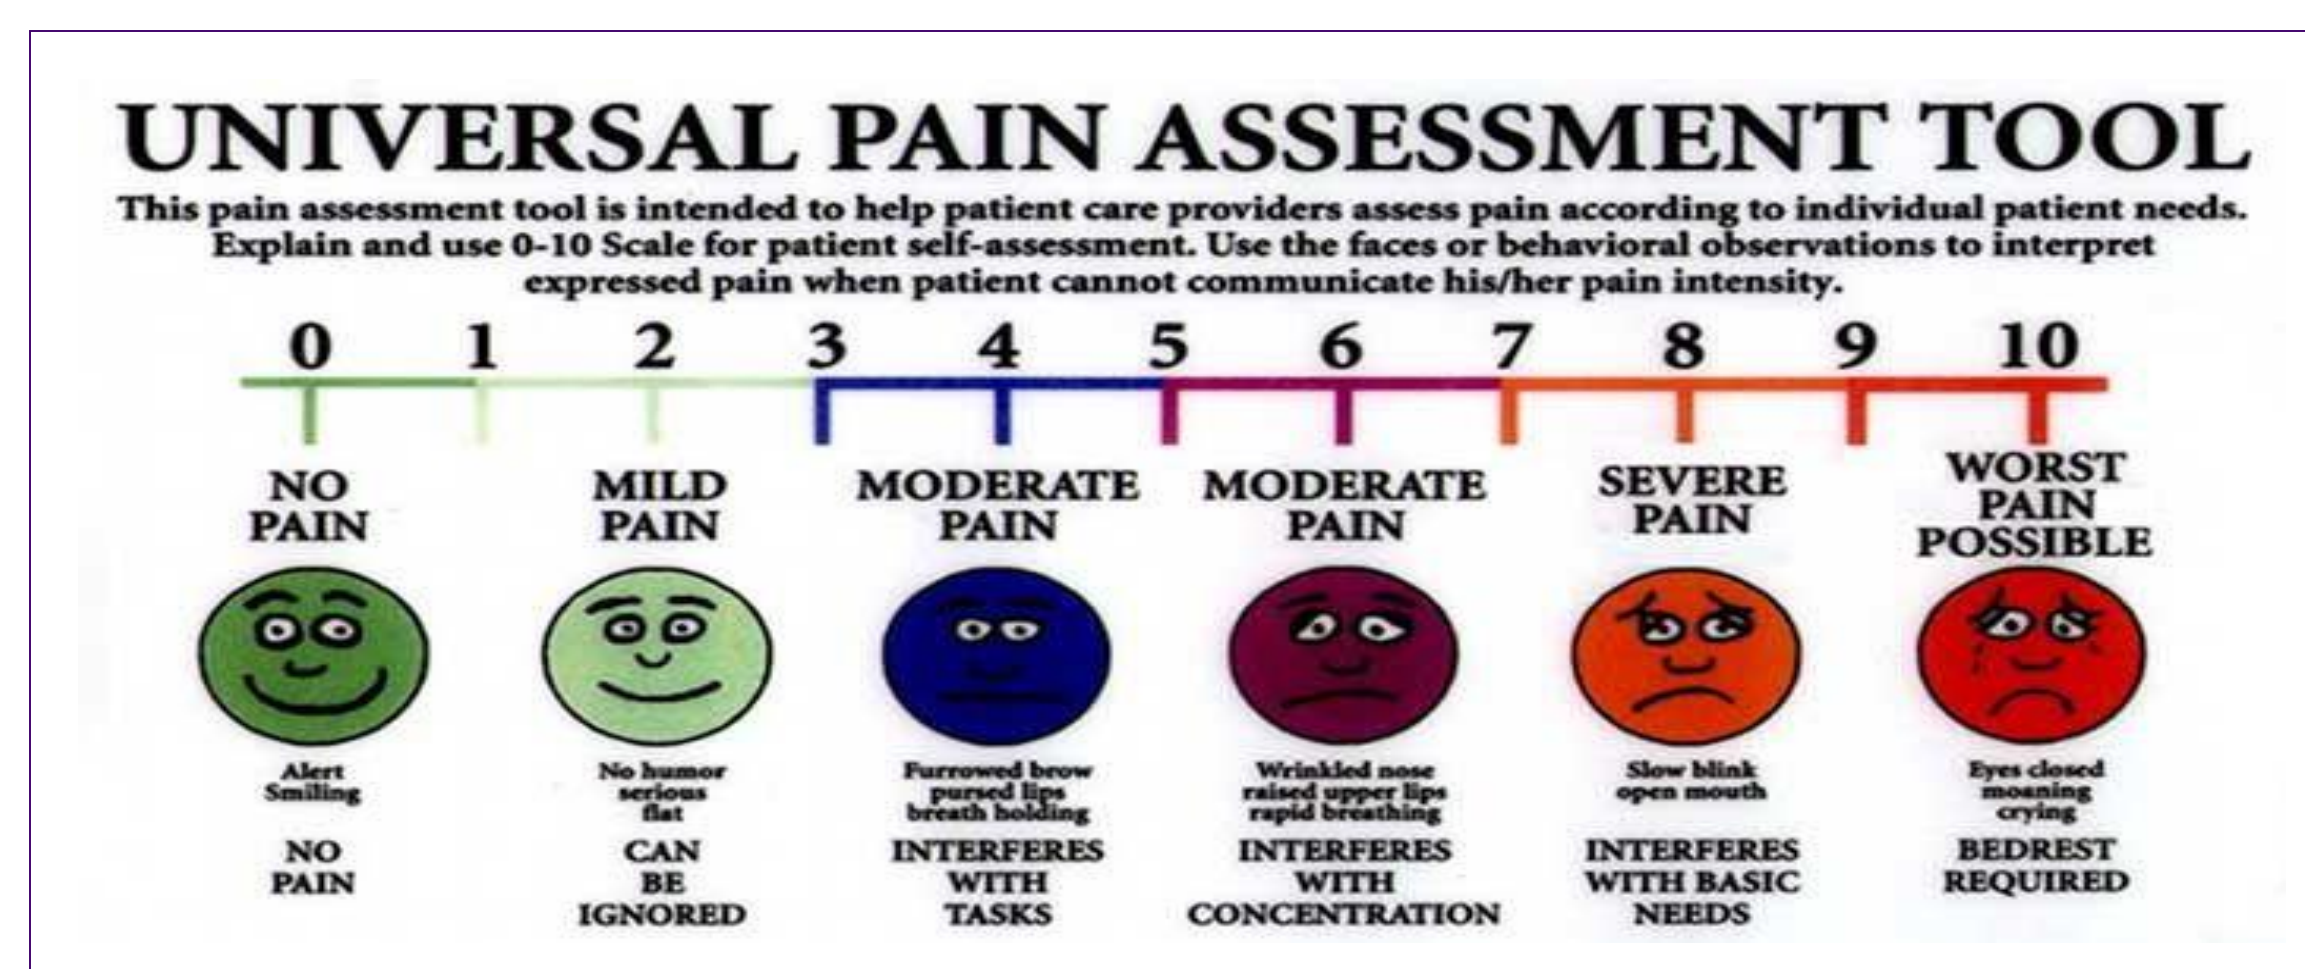 UNIVERSAL PAIN ASSESSMENT TOOL
This pain assessment tool is intended to help patient care providers assess pain according to individual patient needs.
Explain and use 0-10 Scale for patient self-assessment. Use the faces or behavioral observations to interpret
expressed pain when patient cannot communicate his/her pain intensity.
0 1 2 3 4 5 6 7 8 9 10
NO
PAIN
MILD
PAIN
MODERATE
PAIN
MODERATE
PAIN
SEVERE
PAIN
WORST
PAIN
POSSIBLE
Alert
Smiling
No humor
serious
flat
Furrowed brow
pursed lips
breath holding
Wrinkled nose
raised upper lips
rapid breathing
Slow blink
open mouth
Eyes closed
moaning
crying
NO
PAIN
CAN
BE
IGNORED
INTERFERES
WITH
TASKS
INTERFERES
WITH
CONCENTRATION
INTERFERES
WITH BASIC
NEEDS
BEDREST
REQUIRED